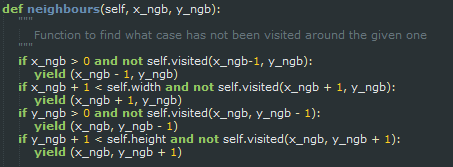 def neighbours(self, x_ngb, y_ngb):
"""
Function to find what case has not been visited around the given one
"""
if x_ngb > 0 and not self.visited(x_ngb-1, y_ngb):
yield (x_ngb - 1, y_ngb)
if x_ngb + 1 < self.width and not self.visited(x_ngb + 1, y_ngb):
yield (x_ngb + 1, y_ngb)
if y_ngb > 0 and not self.visited(x_ngb, y_ngb - 1):
yield (x_ngb, y_ngb - 1)
if y_ngb + 1 < self.height and not self.visited(x_ngb, y_ngb + 1):
yield (x_ngb, y_ngb + 1)